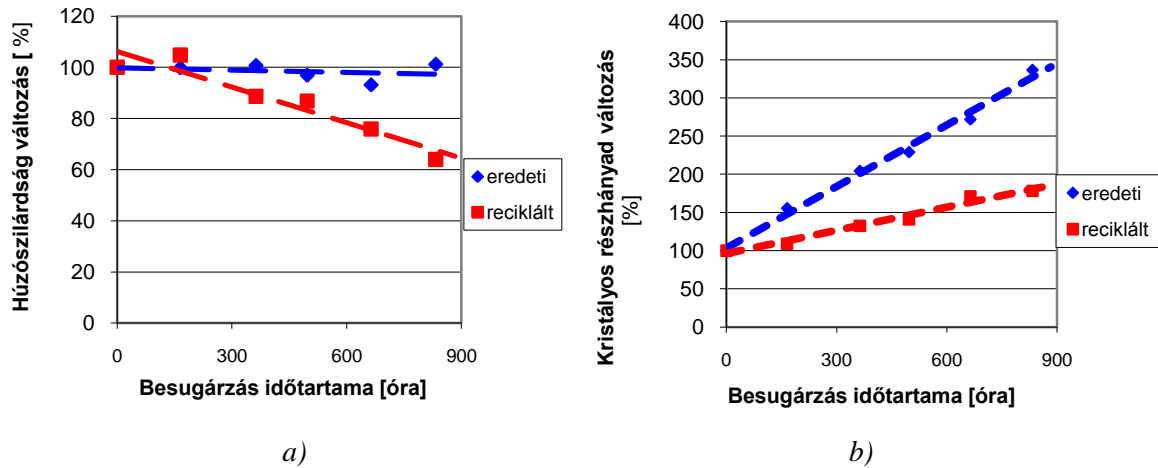 Húzószilárdság változás [ %]
120
100
80
60
40
20
0
0 300 600 900
Besugárzás időtartama [óra]
eredeti
reciklált
a)
Kristályos részhányad változás
[%]
400
350
300
250
200
150
100
50
0
0 300 600 900
Besugárzás időtartama [óra]
eredeti
reciklált
b)